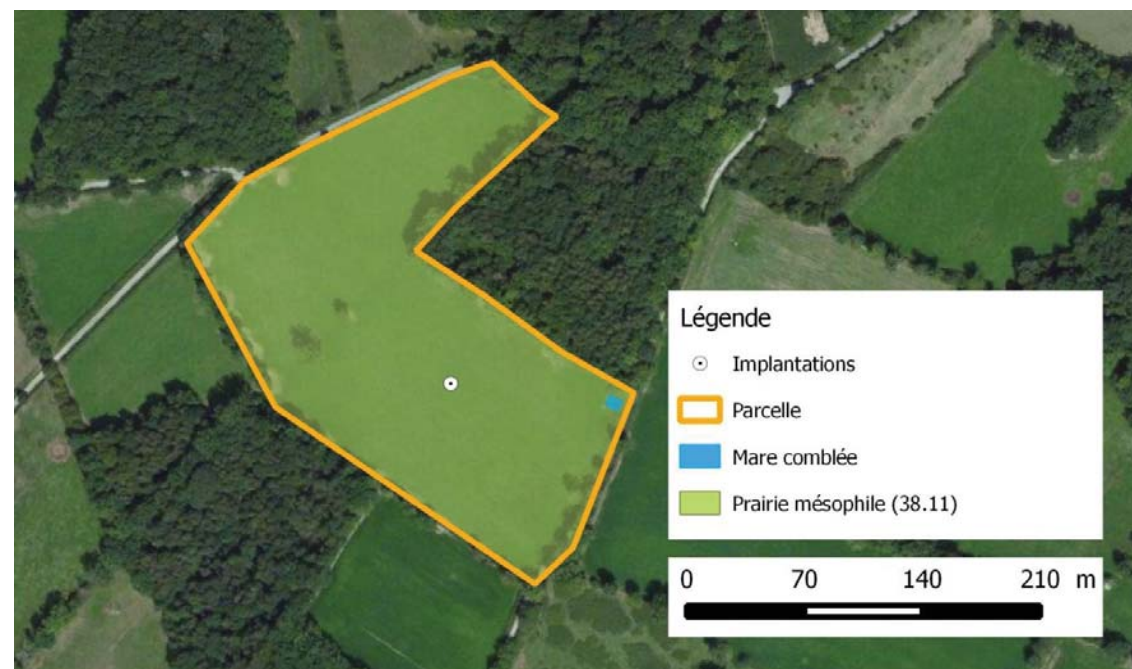 Légende
Implantations
Parcelle
Mare comblée
Prairie mésophile (38.11)
0 70 140 210 m